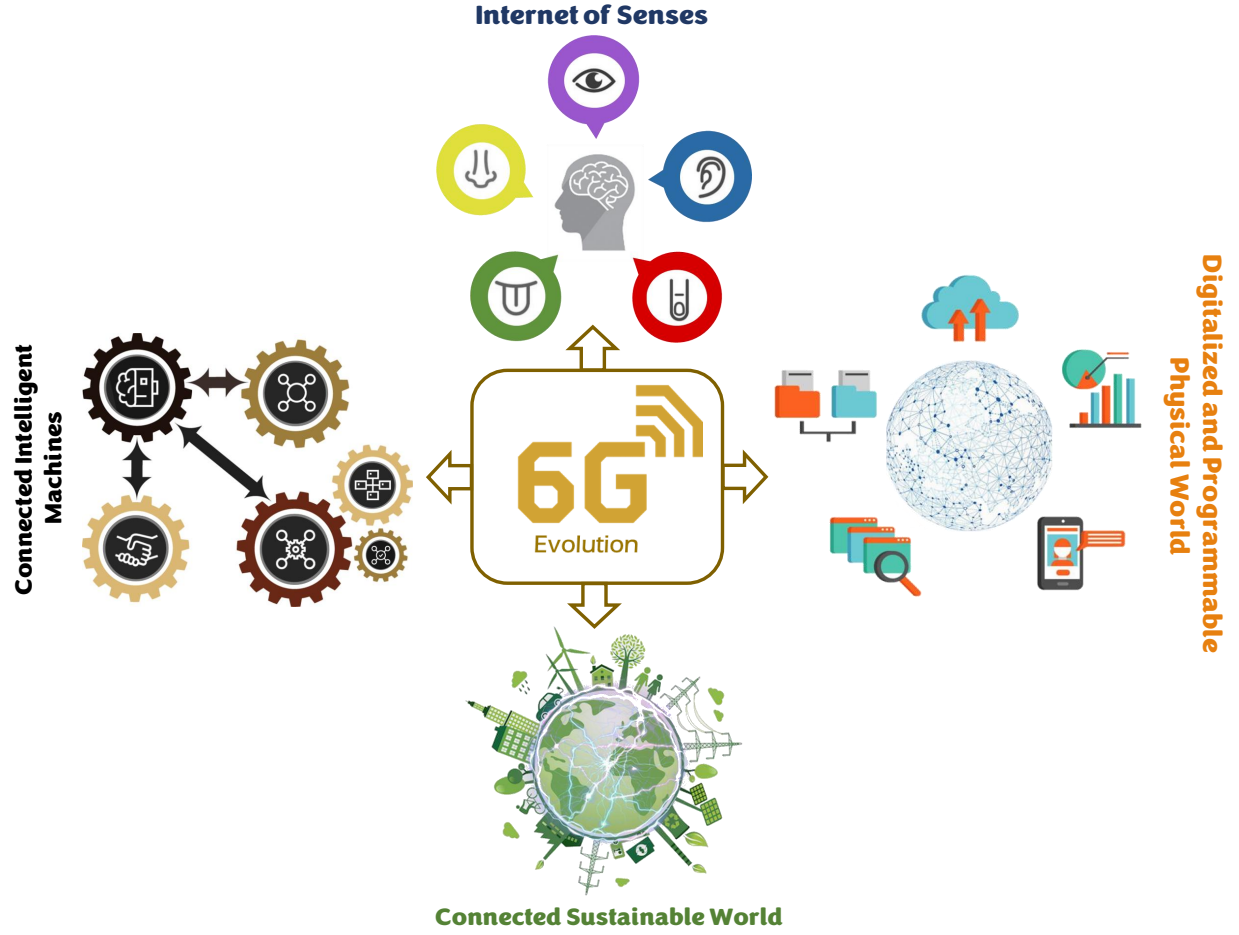 Internet of Senses
Connected Intelligent
Machines
6G
Evolution
Digitalized and Programmable
Physical World
Connected Sustainable World